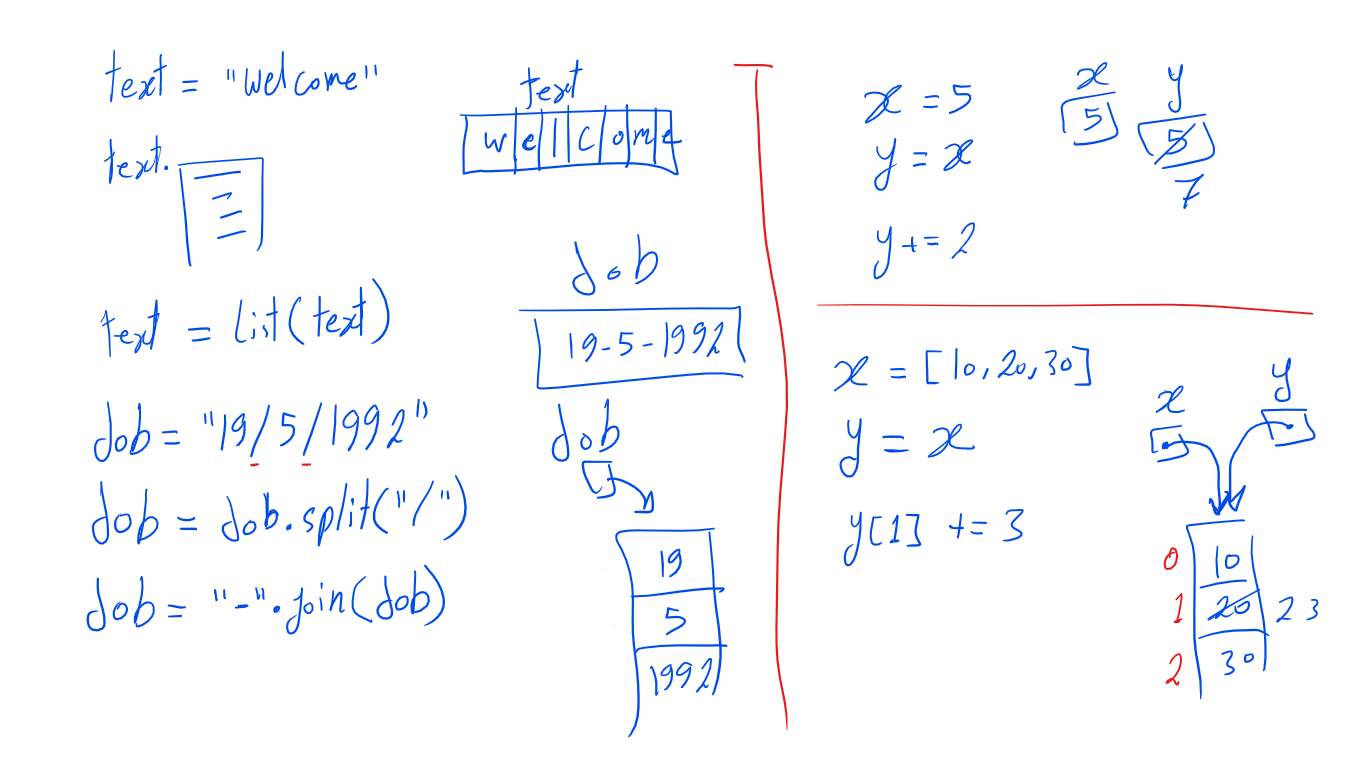 text = "welcome"
text
w e l c o m e
text.
text = list(text)
dob
19-5-1992
dob = "19/5/1992"
dob = dob.split("/")
dob = "-".join(dob)
dob
19
5
1992
x = 5
y = x
y += 2
x
5
y
5
7
x = [10, 20, 30]
y = x
y[1] += 3
x
y
0 10
1 20 23
2 30